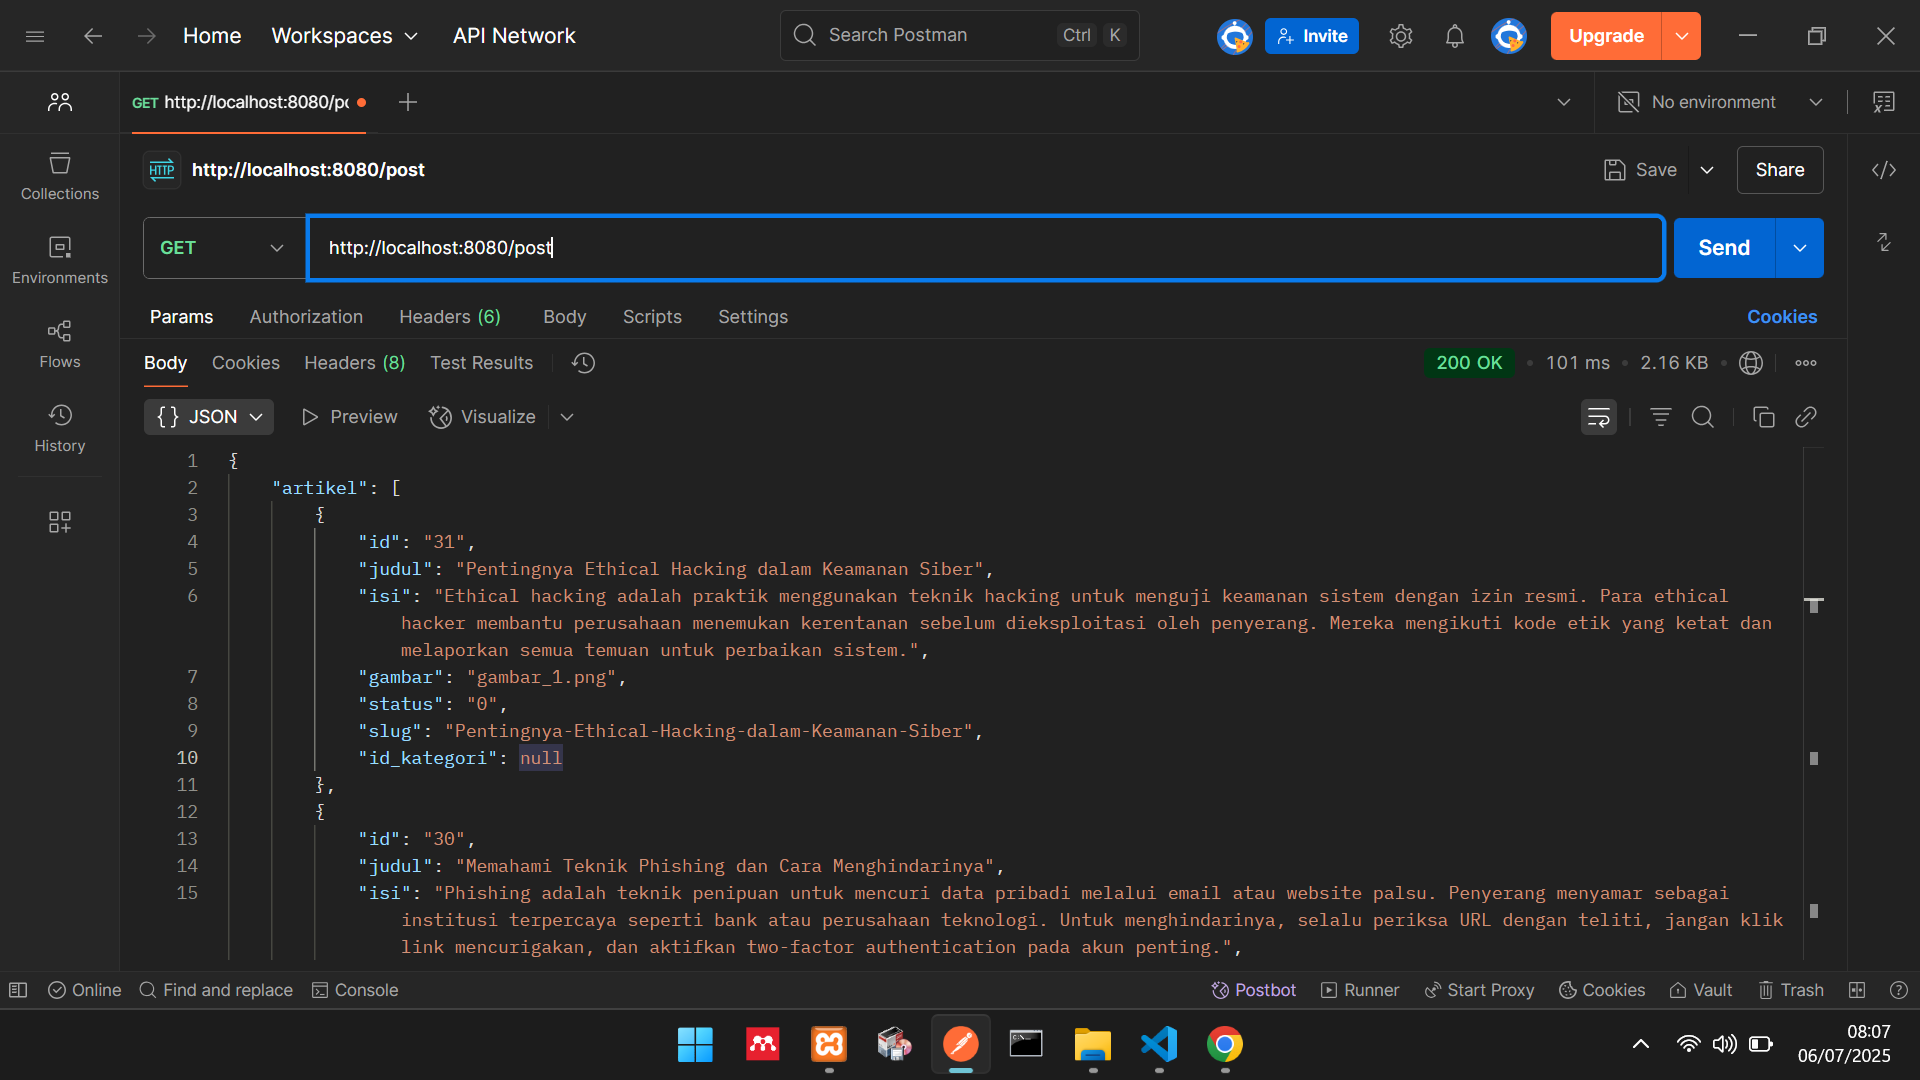 Home
Workspaces
API Network
Search Postman
Ctrl K
Invite
Upgrade
GET http://localhost:8080/po
No environment
HTTP http://localhost:8080/post
Save
Share
GET
http://localhost:8080/post
Send
Collections
Environments
Flows
History
Params
Authorization
Headers (6)
Body
Scripts
Settings
Cookies
Body
Cookies
Headers (8)
Test Results
200 OK • 101 ms • 2.16 KB
{ } JSON
Preview
Visualize
1 {
2 "artikel": [
3 {
4 "id": "31",
5 "judul": "Pentingnya Ethical Hacking dalam Keamanan Siber",
6 "isi": "Ethical hacking adalah praktik menggunakan teknik hacking untuk menguji keamanan sistem dengan izin resmi. Para ethical
hacker membantu perusahaan menemukan kerentanan sebelum dieksploitasi oleh penyerang. Mereka mengikuti kode etik yang ketat dan
melaporkan semua temuan untuk perbaikan sistem.",
7 "gambar": "gambar_1.png",
8 "status": "0",
9 "slug": "Pentingnya-Ethical-Hacking-dalam-Keamanan-Siber",
10 "id_kategori": null
11 },
12 {
13 "id": "30",
14 "judul": "Memahami Teknik Phishing dan Cara Menghindarinya",
15 "isi": "Phishing adalah teknik penipuan untuk mencuri data pribadi melalui email atau website palsu. Penyerang menyamar sebagai
institusi terpercaya seperti bank atau perusahaan teknologi. Untuk menghindarinya, selalu periksa URL dengan teliti, jangan klik
link mencurigakan, dan aktifkan two-factor authentication pada akun penting.",
Online
Find and replace
Console
Postbot
Runner
Start Proxy
Cookies
Vault
Trash
08:07
06/07/2025